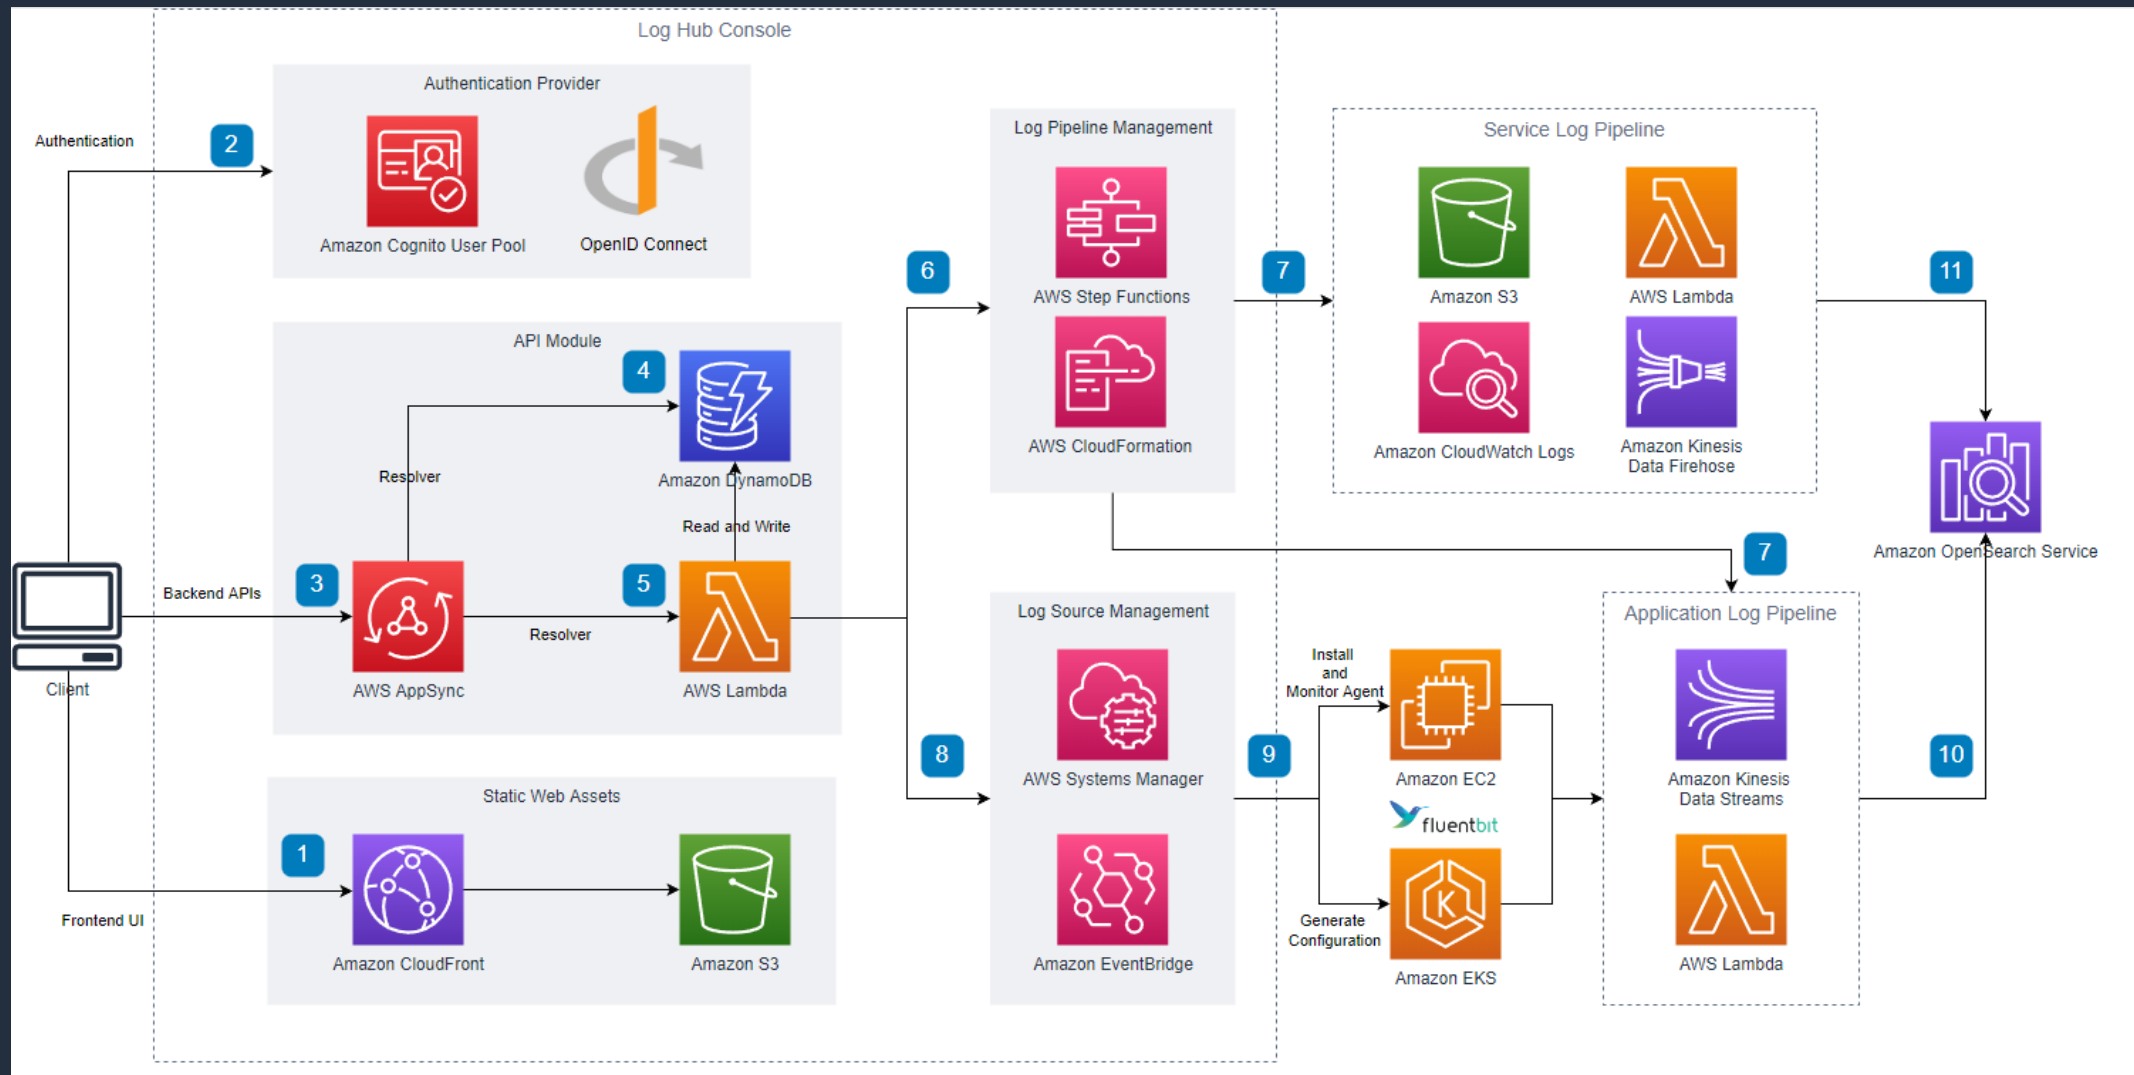 Log Hub Console
Authentication Provider
Authentication
2
Amazon Cognito User Pool
OpenID Connect
API Module
4
Amazon DynamoDB
Resolver
Read and Write
Backend APIs
3
5
Resolver
AWS AppSync
AWS Lambda
Client
Static Web Assets
1
Frontend UI
Amazon CloudFront
Amazon S3
6
Log Pipeline Management
AWS Step Functions
AWS CloudFormation
7
8
Log Source Management
AWS Systems Manager
Amazon EventBridge
9
Service Log Pipeline
Amazon S3
AWS Lambda
Amazon CloudWatch Logs
Amazon Kinesis
Data Firehose
11
Amazon OpenSearch Service
7
Install
and
Monitor Agent
Amazon EC2
fluentbit
K
Generate
Configuration
Amazon EKS
Application Log Pipeline
Amazon Kinesis
Data Streams
AWS Lambda
10